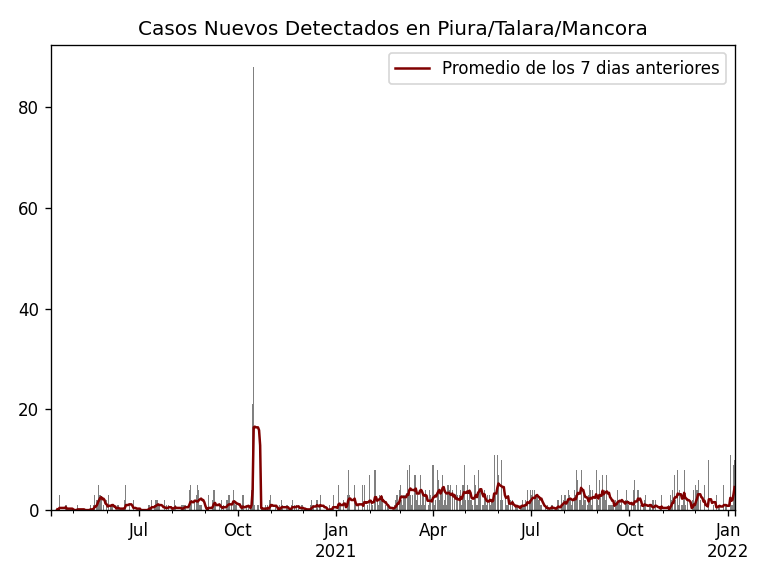 Casos Nuevos Detectados en Piura/Talara/Mancora
Promedio de los 7 dias anteriores
80
60
40
20
0
Jul Oct Jan Apr Jul Oct Jan
2021 2022